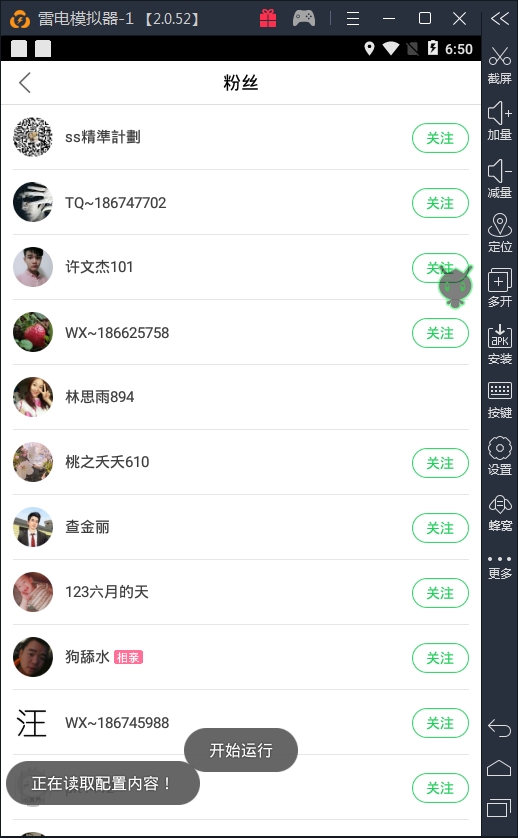 雷电模拟器-1 【2.0.52】
6:50
粉丝
ss精準計劃
关注
TQ~186747702
关注
许文杰101
关注
WX~186625758
关注
林思雨894
桃之夭夭610
关注
查金丽
关注
123六月的天
关注
狗舔水 相亲
关注
汪
WX~186745988
关注
开始运行
正在读取配置内容！
关注
截屏
加量
减量
定位
多开
APK
安装
按键
设置
蜂窝
更多